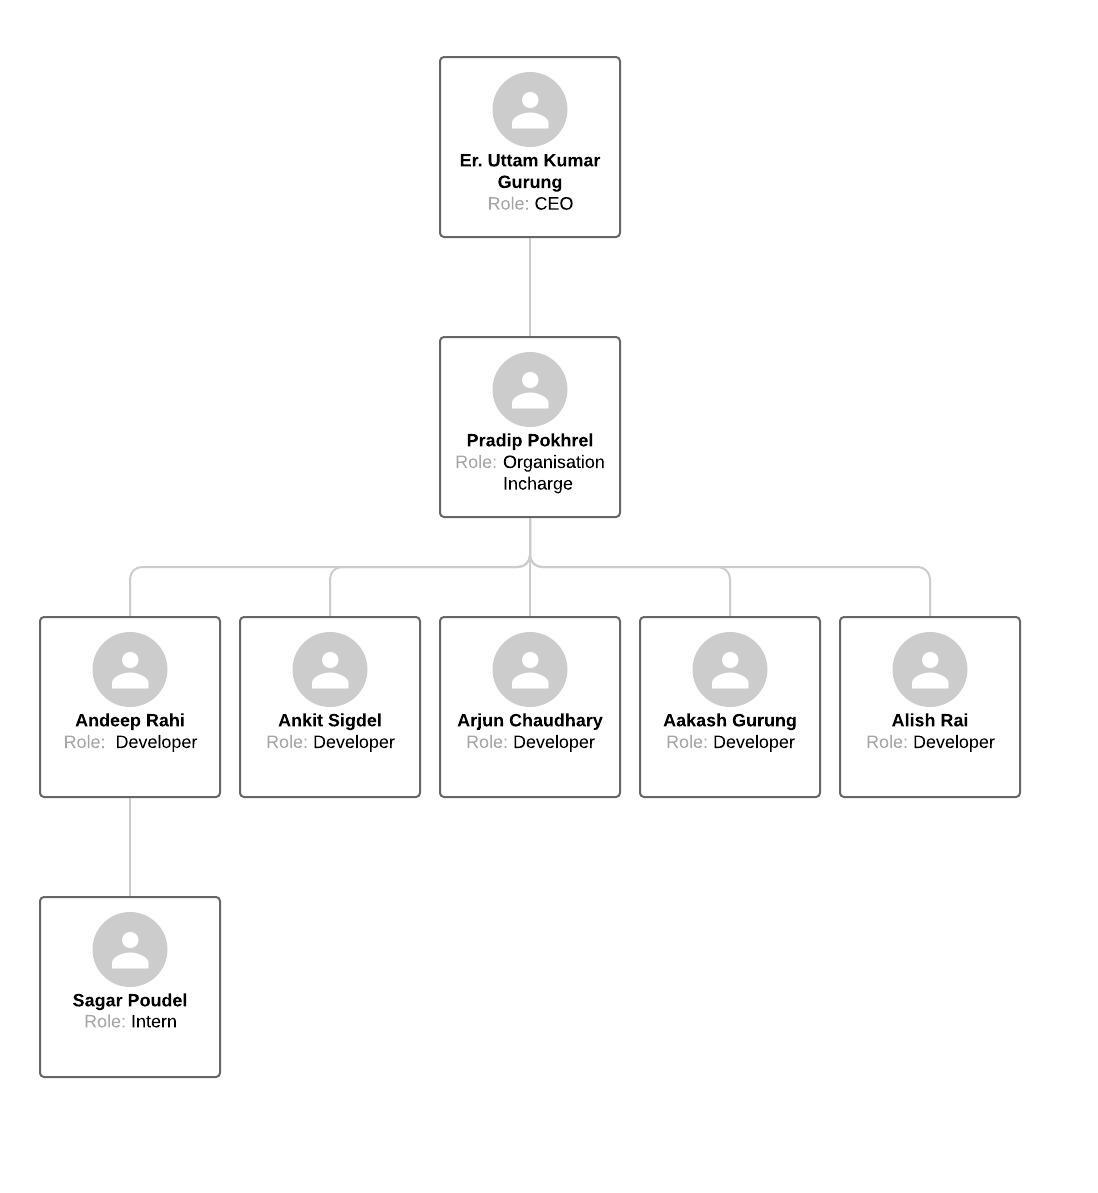 Er. Uttam Kumar
Gurung
Role: CEO
Pradip Pokhrel
Role: Organisation
Incharge
Andeep Rahi
Role: Developer
Ankit Sigdel
Role: Developer
Arjun Chaudhary
Role: Developer
Aakash Gurung
Role: Developer
Alish Rai
Role: Developer
Sagar Poudel
Role: Intern